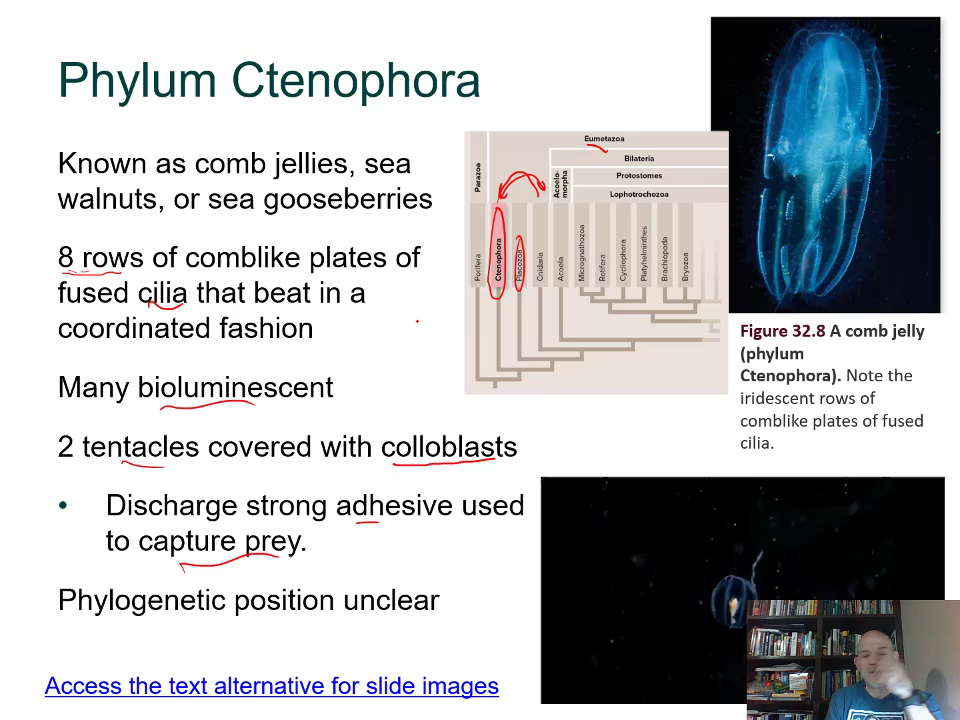 Phylum Ctenophora
Known as comb jellies, sea
walnuts, or sea gooseberries
8 rows of comblike plates of
fused cilia that beat in a
coordinated fashion
Many bioluminescent
2 tentacles covered with colloblasts
• Discharge strong adhesive used
to capture prey.
Phylogenetic position unclear
Access the text alternative for slide images
Eumetazoa
Bilateria
Protostomes
Lophotrochozoa
Parazoa
Acoelo-
morpha
Porifera
Ctenophora
Placozoa
Cnidaria
Acoela
Micrognathozoa
Rotifera
Cycliophora
Platyhelminthes
Brachiopoda
Bryozoa
Figure 32.8 A comb jelly
(phylum
Ctenophora). Note the
iridescent rows of
comblike plates of fused
cilia.